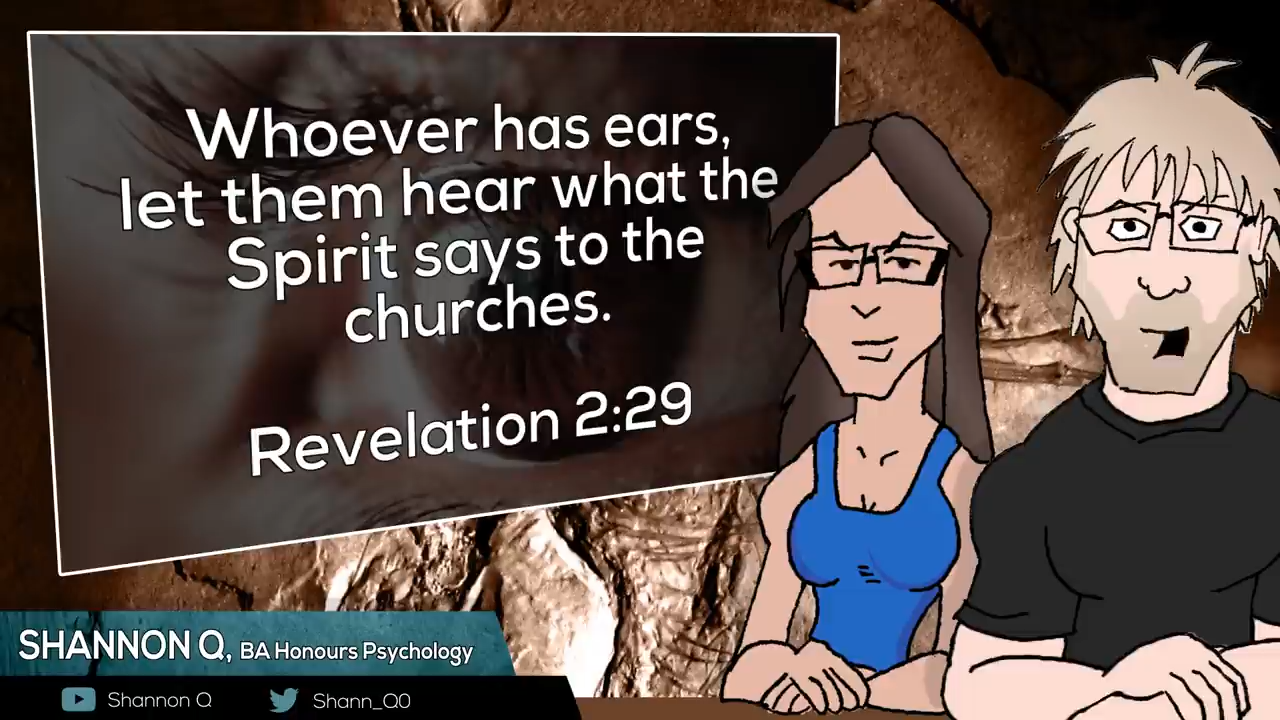 Whoever has ears,
let them hear what the
Spirit says to the
churches.
Revelation 2:29
SHANNON Q, BA Honours Psychology
Shannon Q
Shann_Q0